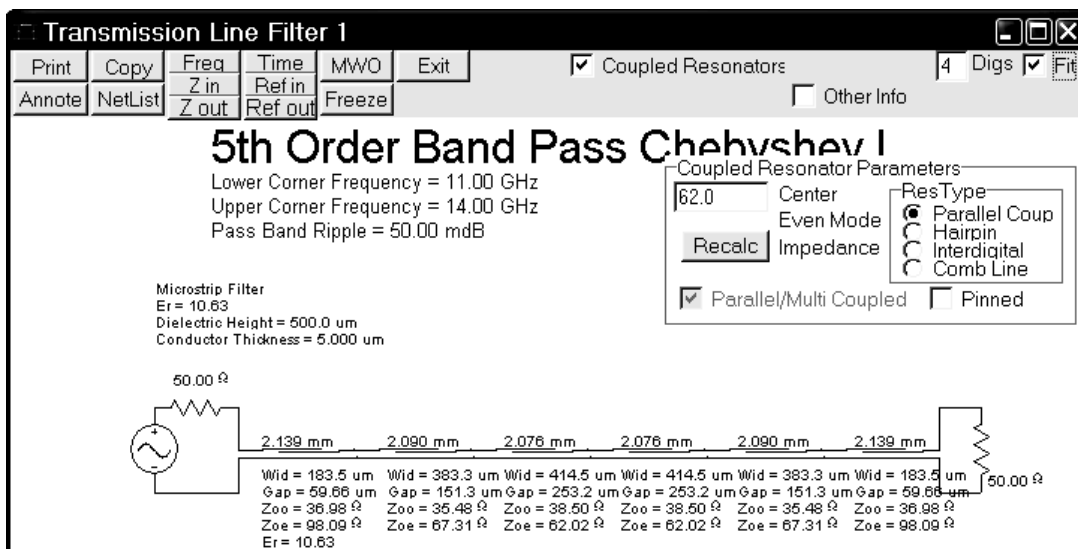 Transmission Line Filter 1
Print Copy Freq Time MWO Exit Coupled Resonators 4 Digs Fit
Z in Ref in
Annote NetList Z out Ref out Freeze Other Info
5th Order Band Pass Chebyshev I
Lower Corner Frequency = 11.00 GHz
Upper Corner Frequency = 14.00 GHz
Pass Band Ripple = 50.00 mdB
Coupled Resonator Parameters
62.0 Center
Even Mode
Recalc Impedance
ResType
Parallel Coup
Hairpin
Interdigital
Comb Line
Parallel/Multi Coupled Pinned
Microstrip Filter
Er = 10.63
Dielectric Height = 500.0 um
Conductor Thickness = 5.000 um
50.00 Ω
2.139 mm 2.090 mm 2.076 mm 2.076 mm 2.090 mm 2.139 mm
Wid = 183.5 um Wid = 383.3 um Wid = 414.5 um Wid = 414.5 um Wid = 383.3 um Wid = 183.5 um
Gap = 59.66 um Gap = 151.3 um Gap = 253.2 um Gap = 253.2 um Gap = 151.3 um Gap = 59.66 um
50.00 Ω
Zoo = 36.98 Ω Zoo = 35.48 Ω Zoo = 38.50 Ω Zoo = 38.50 Ω Zoo = 35.48 Ω Zoo = 36.98 Ω
Zoe = 98.09 Ω Zoe = 67.31 Ω Zoe = 62.02 Ω Zoe = 62.02 Ω Zoe = 67.31 Ω Zoe = 98.09 Ω
Er = 10.63